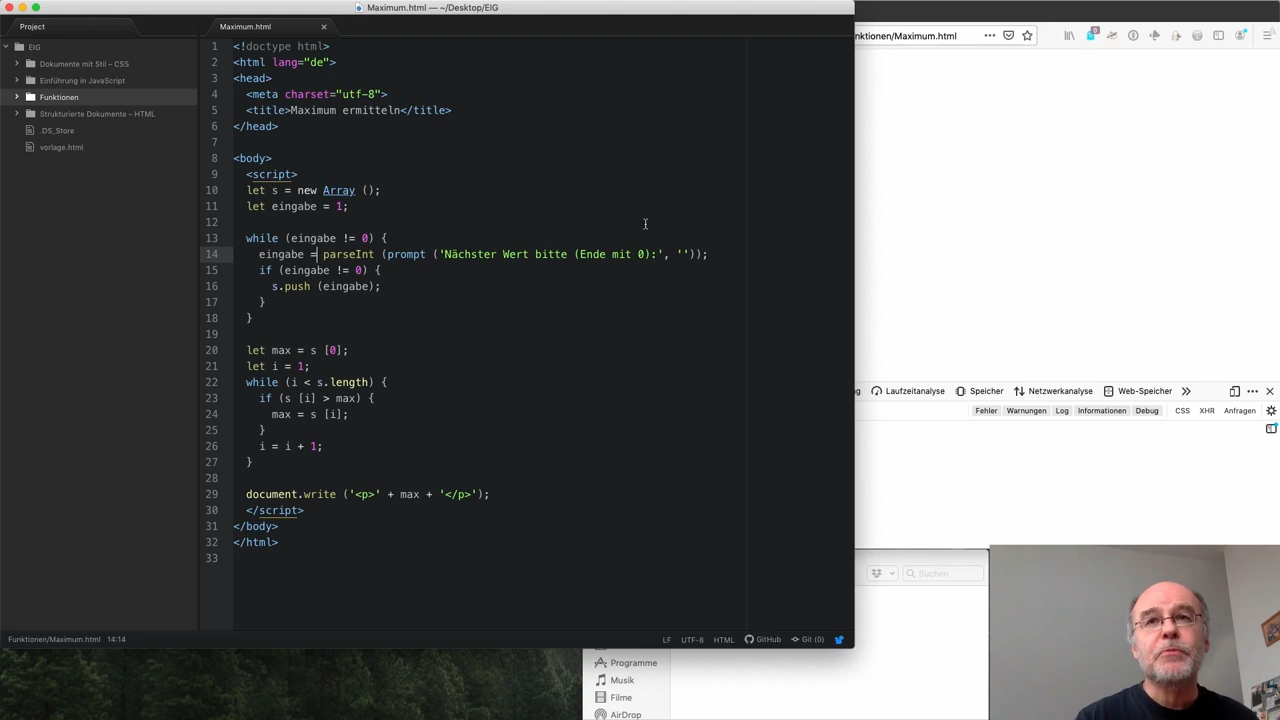 Maximum.html — ~/Desktop/EIG
Project
Maximum.html
EIG
Dokumente mit Stil – CSS
Einführung in JavaScript
Funktionen
Strukturierte Dokumente – HTML
.DS_Store
vorlage.html
1 <!doctype html>
2 <html lang="de">
3 <head>
4 <meta charset="utf-8">
5 <title>Maximum ermitteln</title>
6 </head>
7
8 <body>
9 <script>
10 let s = new Array ();
11 let eingabe = 1;
12
13 while (eingabe != 0) {
14 eingabe = parseInt (prompt ('Nächster Wert bitte (Ende mit 0):', ''));
15 if (eingabe != 0) {
16 s.push (eingabe);
17 }
18 }
19
20 let max = s [0];
21 let i = 1;
22 while (i < s.length) {
23 if (s [i] > max) {
24 max = s [i];
25 }
26 i = i + 1;
27 }
28
29 document.write ('<p>' + max + '</p>');
30 </script>
31 </body>
32 </html>
33
Funktionen/Maximum.html 14:14
LF UTF-8 HTML GitHub Git (0)
nktionen/Maximum.html
Laufzeitanalyse Speicher Netzwerkanalyse Web-Speicher
Fehler Warnungen Log Informationen Debug CSS XHR Anfragen
Suchen
Programme
Musik
Filme
AirDrop